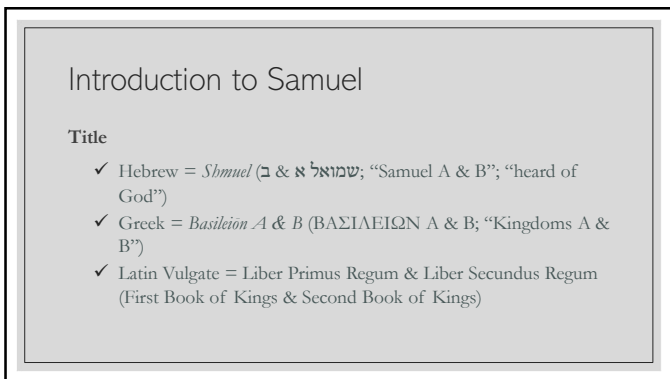 Introduction to Samuel
Title
✓ Hebrew = Shmuel (שמואל א & ב; “Samuel A & B”; “heard of
God”)
✓ Greek = Basileiōn A & B (ΒΑΣΙΛΕΙΩΝ A & B; “Kingdoms A &
B”)
✓ Latin Vulgate = Liber Primus Regum & Liber Secundus Regum
(First Book of Kings & Second Book of Kings)